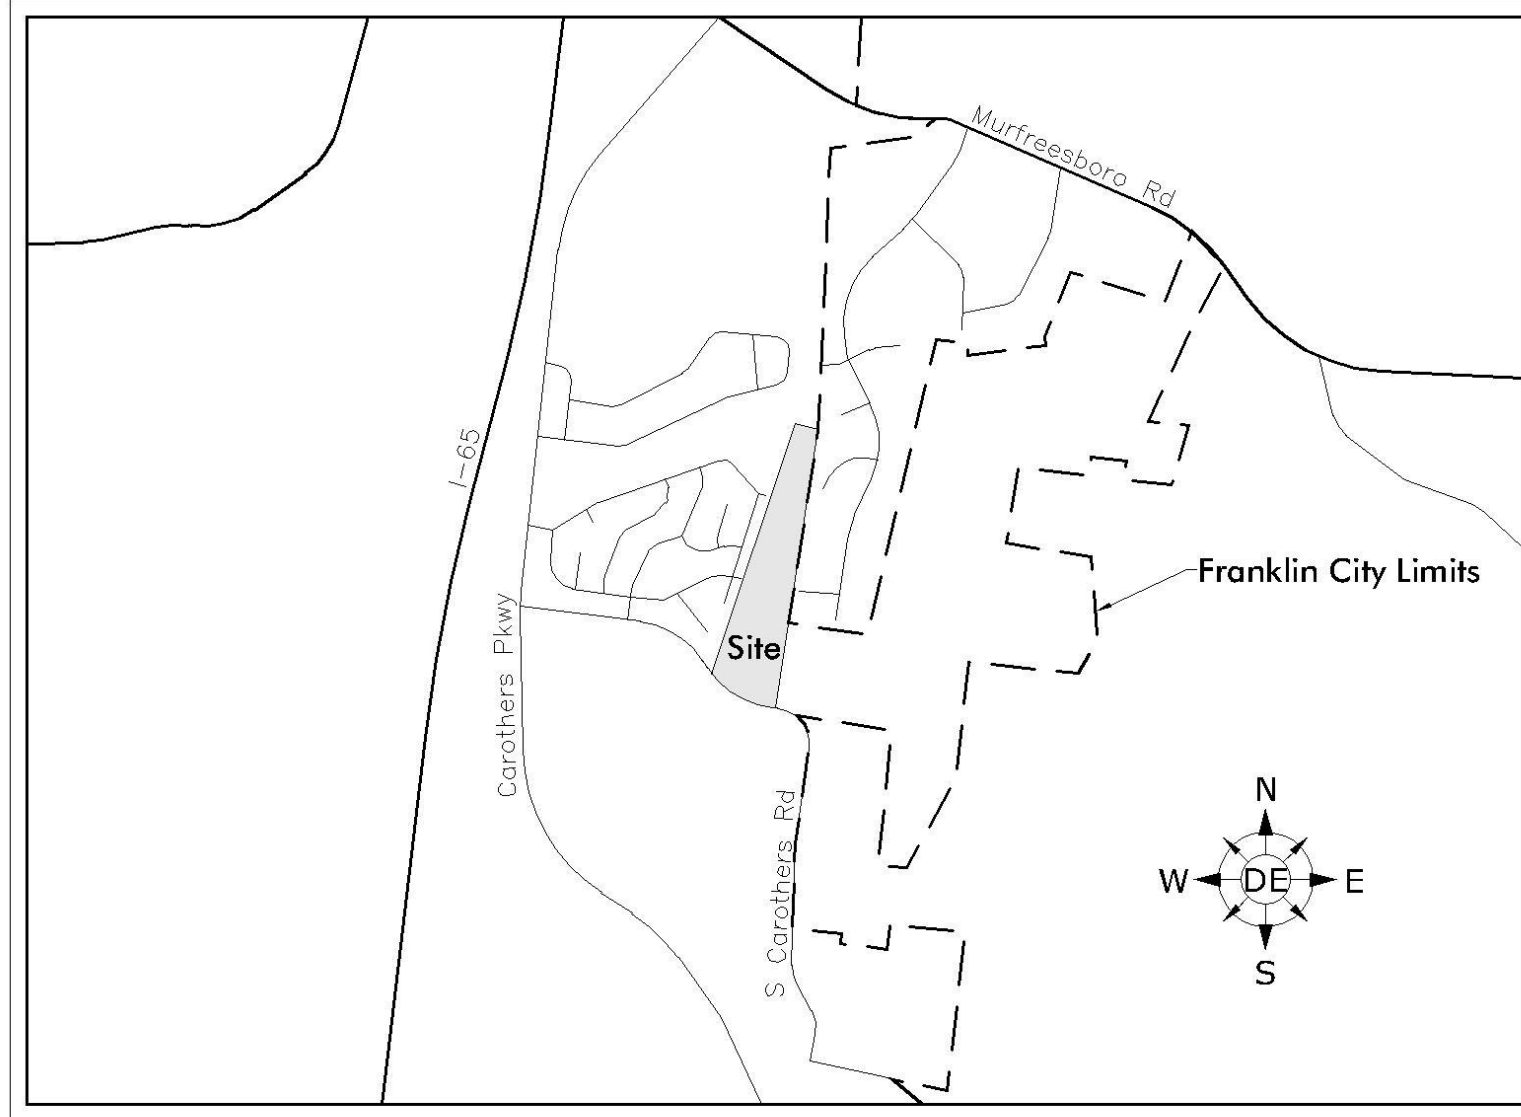 Murfreesboro Rd
I-65
Franklin City Limits
Carothers Pkwy
Site
S Carothers Rd
N
W DE E
S